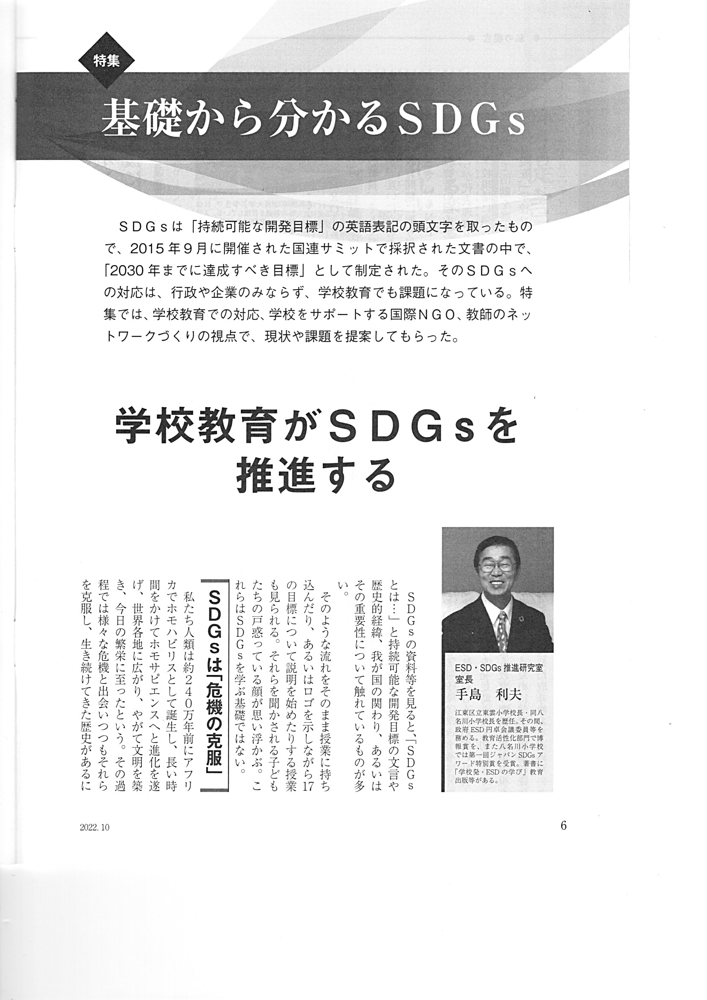 特集
基礎から分かるＳＤＧｓ
ＳＤＧｓは「持続可能な開発目標」の英語表記の頭文字を取ったもの
で、2015年９月に開催された国連サミットで採択された文書の中で、
「2030年までに達成すべき目標」として制定された。そのＳＤＧｓへ
の対応は、行政や企業のみならず、学校教育でも課題になっている。特
集では、学校教育での対応、学校をサポートする国際ＮＧＯ、教師のネッ
トワークづくりの視点で、現状や課題を提案してもらった。
学校教育がＳＤＧｓを
推進する
ESD・SDGs推進研究室
室長
手島　利夫
江東区立東雲小学校長・同八
名川小学校長を歴任。その間、
政府ESD円卓会議委員等を
務める。教育活性化部門で博
報賞を、また八名川小学校
では第一回ジャパンSDGsア
ワード特別賞を受賞。著書に
「学校発・ESDの学び」教育
出版等がある。
ＳＤＧｓの資料等を見ると、「ＳＤＧｓ
とは…」と持続可能な開発目標の文言や
歴史的経緯、我が国の関わり、あるいは
その重要性について触れているものが多
い。
そのような流れをそのまま授業に持ち
込んだり、あるいはロゴを示しながら17
の目標について説明を始めたりする授業
も見られる。それらを聞かされる子ども
たちの戸惑っている顔が思い浮かぶ。こ
れらはＳＤＧｓを学ぶ基礎ではない。
ＳＤＧｓは「危機の克服」
私たち人類は約２４０万年前にアフリ
カでホモハビリスとして誕生し、長い時
間をかけてホモサピエンスへと進化を遂
げ、世界各地に広がり、やがて文明を築
き、今日の繁栄に至ったという。その過
程では様々な危機と出会いつつもそれら
を克服し、生き続けてきた歴史があるに
2022. 10
6